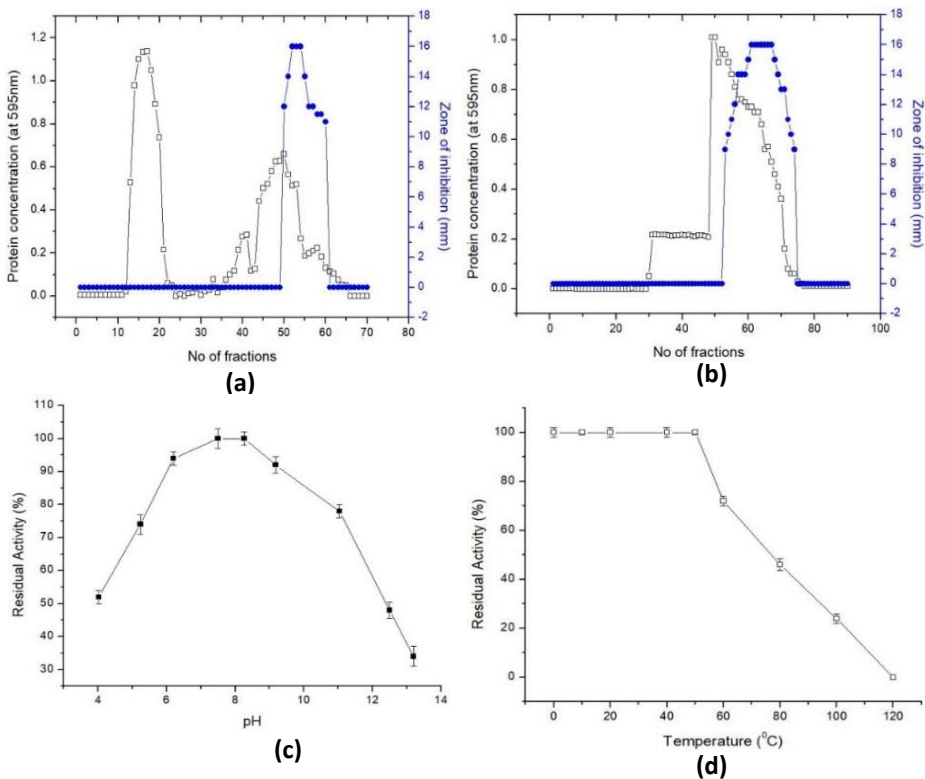 Protein concentration (at 595nm)
1.2
1.0
0.8
0.6
0.4
0.2
0.0
18
16
14
12
10
8
6
4
2
0
-2
Zone of inhibition (mm)
0 10 20 30 40 50 60 70 80
No of fractions
(a)
Protein concentration (at 595nm)
1.0
0.8
0.6
0.4
0.2
0.0
18
16
14
12
10
8
6
4
2
0
-2
Zone of inhibition (mm)
0 20 40 60 80 100
No of fractions
(b)
Residual Activity (%)
110
100
90
80
70
60
50
40
30
4 6 8 10 12 14
pH
(c)
Residual Activity (%)
100
80
60
40
20
0
0 20 40 60 80 100 120
Temperature (⁰C)
(d)